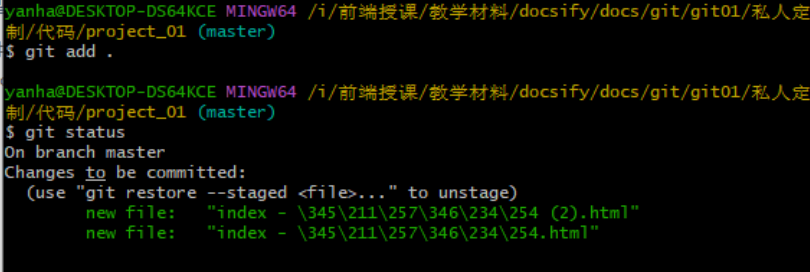 yanha@DESKTOP-DS64KCE MINGW64 /i/前端授课/教学材料/docsify/docs/git/git01/私人定
制/代码/project_01 (master)
$ git add .
yanha@DESKTOP-DS64KCE MINGW64 /i/前端授课/教学材料/docsify/docs/git/git01/私人定
制/代码/project_01 (master)
$ git status
On branch master
Changes to be committed:
  (use "git restore --staged <file>..." to unstage)
        new file:   "index - \345\211\257\346\234\254 (2).html"
        new file:   "index - \345\211\257\346\234\254.html"